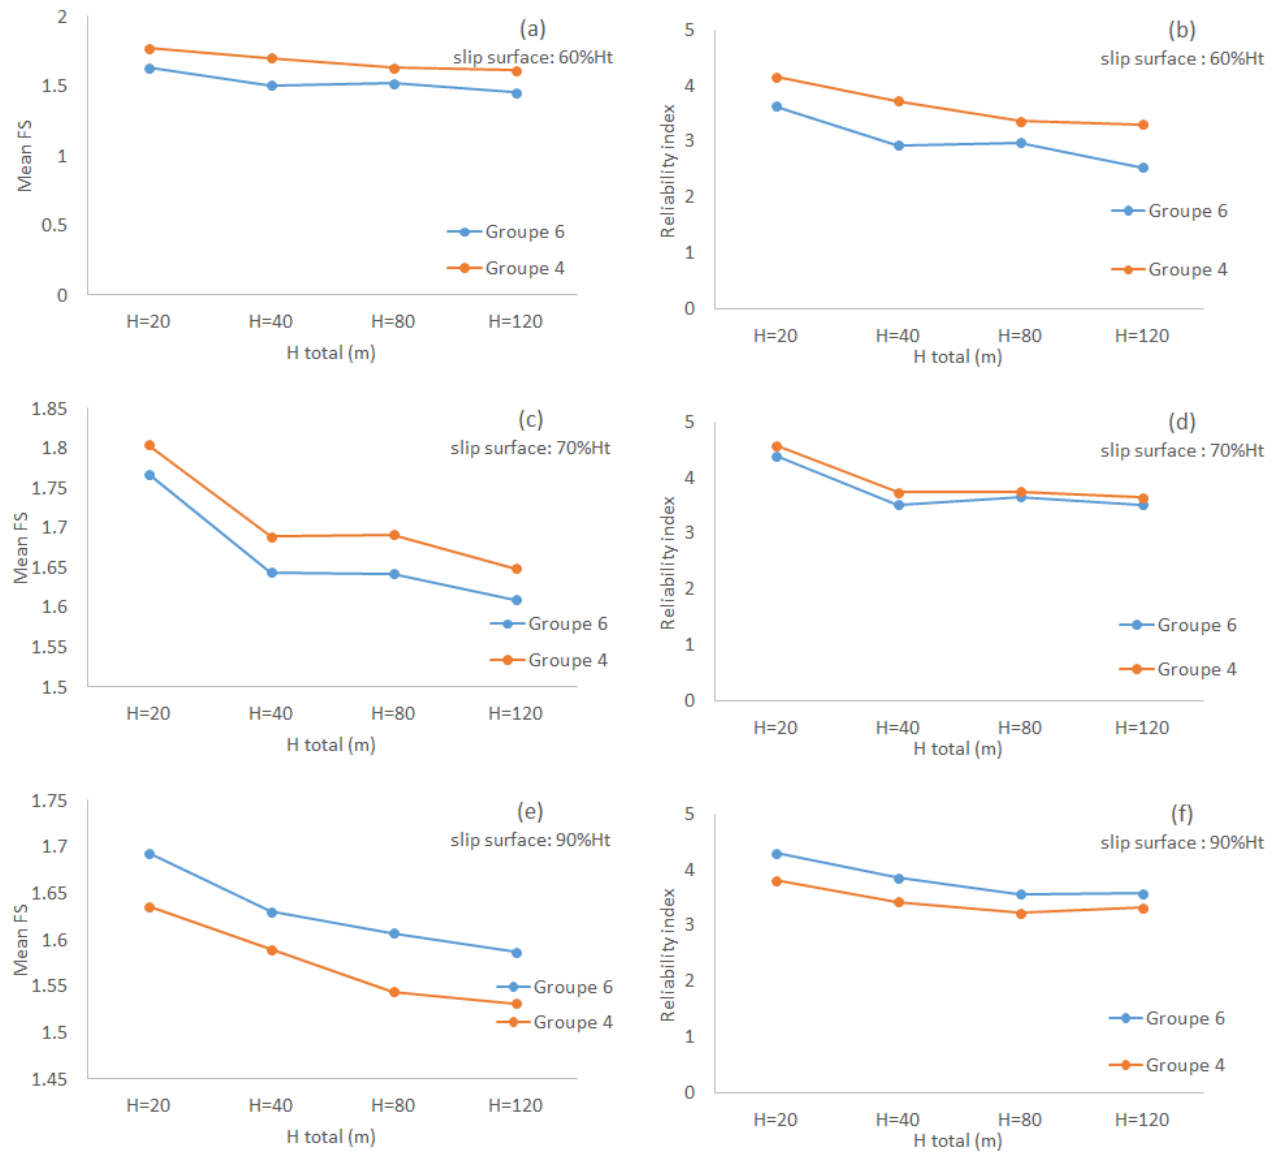 (a)
slip surface: 60%Ht
2
1.5
1
0.5
0
Mean FS
Groupe 6
Groupe 4
H=20 H=40 H=80 H=120
H total (m)
(b)
slip surface : 60%Ht
5
4
3
2
1
0
Reliability index
Groupe 6
Groupe 4
H=20 H=40 H=80 H=120
H total (m)
(c)
slip surface: 70%Ht
1.85
1.8
1.75
1.7
1.65
1.6
1.55
1.5
Mean FS
Groupe 6
Groupe 4
H=20 H=40 H=80 H=120
H total (m)
(d)
slip surface : 70%Ht
5
4
3
2
1
0
Reliability index
Groupe 6
Groupe 4
H=20 H=40 H=80 H=120
H total (m)
(e)
slip surface: 90%Ht
1.75
1.7
1.65
1.6
1.55
1.5
1.45
Mean FS
Groupe 6
Groupe 4
H=20 H=40 H=80 H=120
H total (m)
(f)
slip surface : 90%Ht
5
4
3
2
1
0
Reliability index
Groupe 6
Groupe 4
H=20 H=40 H=80 H=120
H total (m)